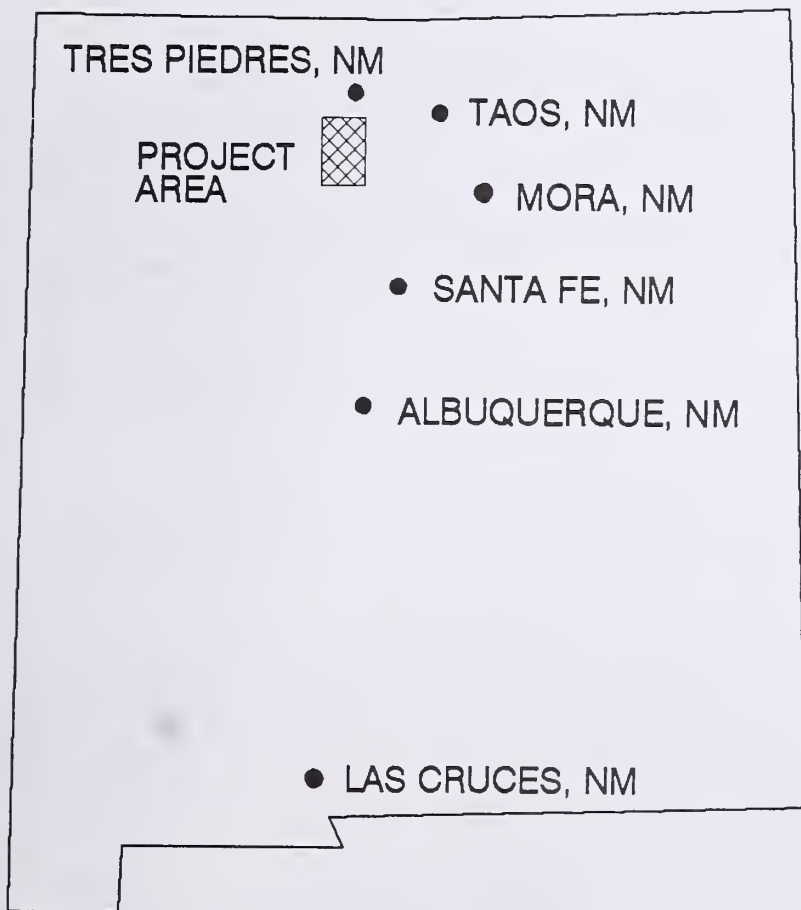 TRES PIEDRES, NM
TAOS, NM
PROJECT
AREA
MORA, NM
SANTA FE, NM
ALBUQUERQUE, NM
LAS CRUCES, NM